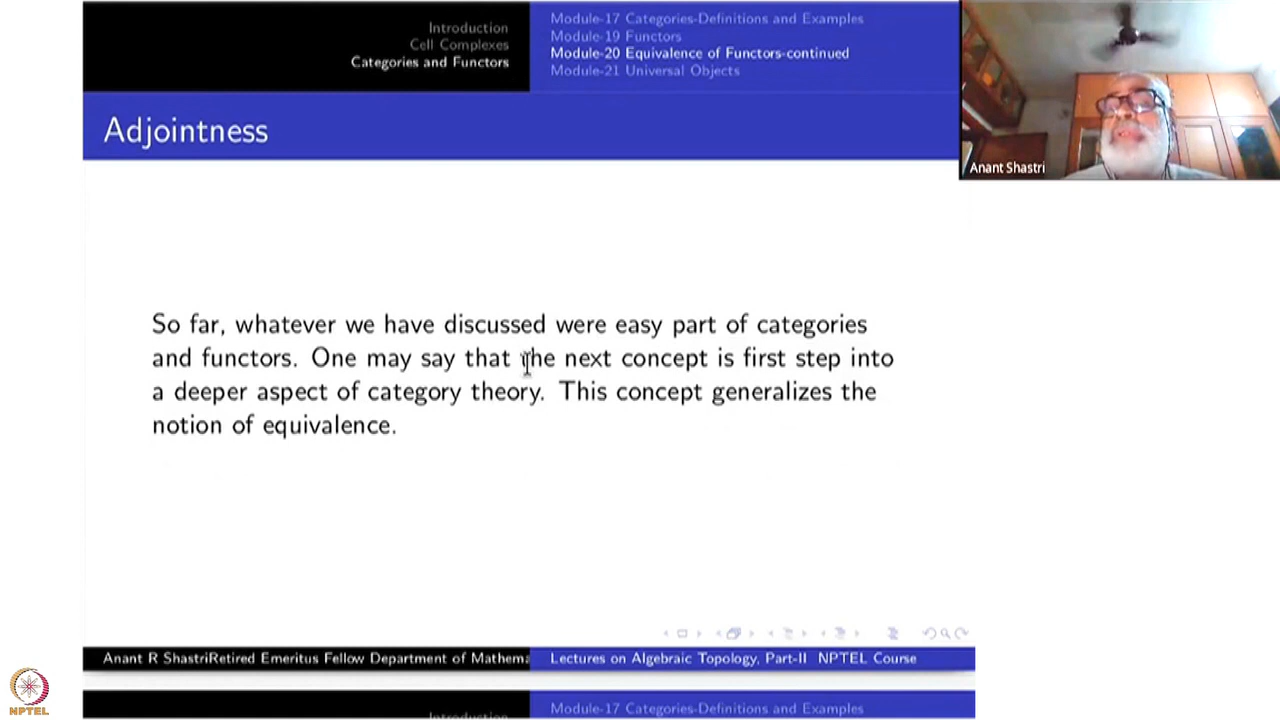 Introduction
Cell Complexes
Categories and Functors
Module-17 Categories-Definitions and Examples
Module-19 Functors
Module-20 Equivalence of Functors-continued
Module-21 Universal Objects
Adjointness
Anant Shastri
So far, whatever we have discussed were easy part of categories
and functors. One may say that the next concept is first step into
a deeper aspect of category theory. This concept generalizes the
notion of equivalence.
Anant R ShastriRetired Emeritus Fellow Department of Mathema
Lectures on Algebraic Topology, Part-II NPTEL Course
Introduction
Module-17 Categories-Definitions and Examples
NPTEL